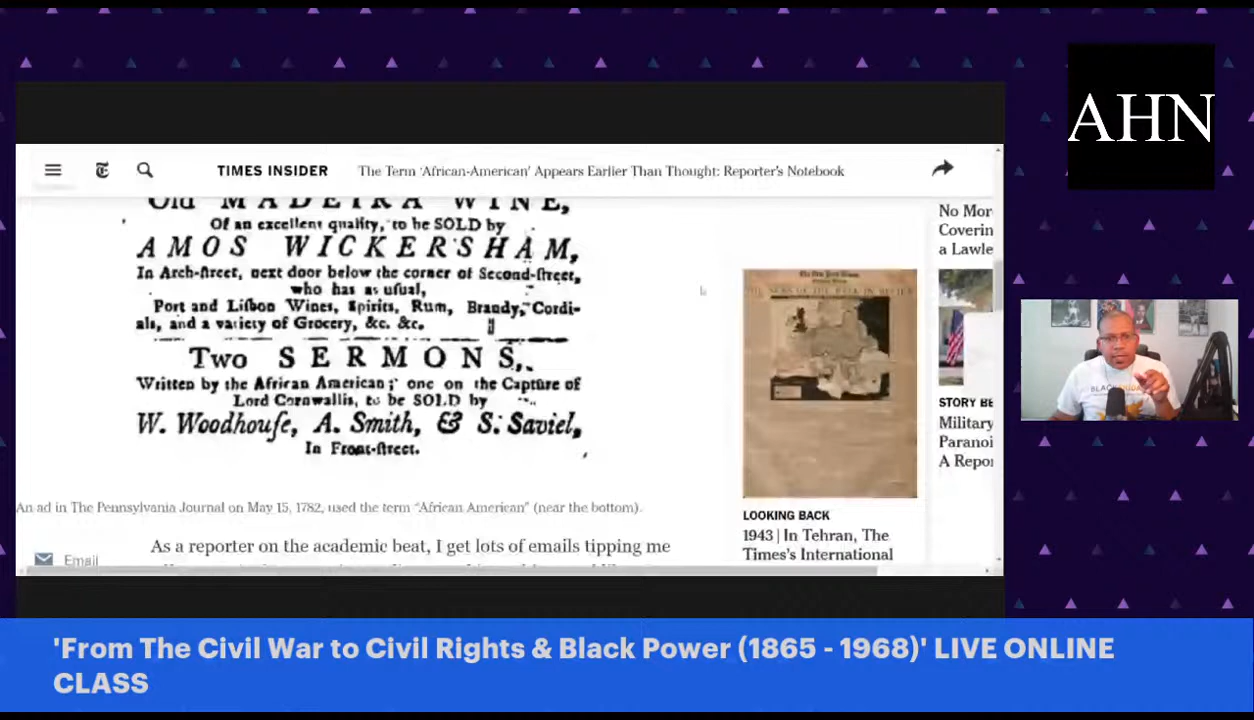 AHN
TIMES INSIDER
The Term 'African-American' Appears Earlier Than Thought: Reporter's Notebook
Old MADEIRA WINE,
Of an excellent quality, to be SOLD by
AMOS WICKERSHAM,
In Arch-ſtreet, next door below the corner of Second-ſtreet,
who has as uſual,
Port and Liſbon Wines, Spirits, Rum, Brandy, Cordi-
als, and a variety of Grocery, &c. &c.
Two SERMONS,
Written by the African American; one on the Capture of
Lord Cornwallis, to be SOLD by
W. Woodhouſe, A. Smith, & S. Saviel,
In Front-ſtreet.
An ad in The Pennsylvania Journal on May 15, 1782, used the term "African American" (near the bottom).
Email
As a reporter on the academic beat, I get lots of emails tipping me
LOOKING BACK
1943 | In Tehran, The
Times's International
No Mor
Coverin
a Lawle
STORY BE
Military
Paranoi
A Repor
'From The Civil War to Civil Rights & Black Power (1865 - 1968)' LIVE ONLINE
CLASS